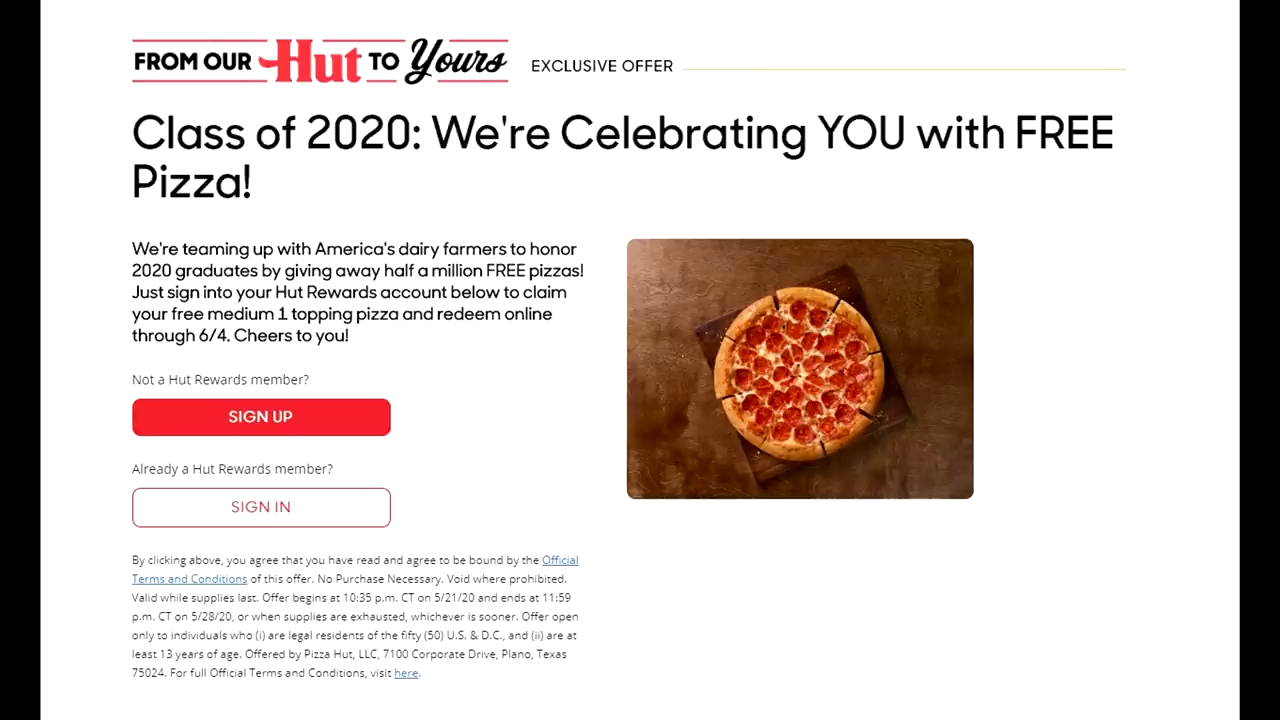 FROM OUR Hut TO Yours EXCLUSIVE OFFER
Class of 2020: We're Celebrating YOU with FREE
Pizza!
We're teaming up with America's dairy farmers to honor
2020 graduates by giving away half a million FREE pizzas!
Just sign into your Hut Rewards account below to claim
your free medium 1 topping pizza and redeem online
through 6/4. Cheers to you!
Not a Hut Rewards member?
SIGN UP
Already a Hut Rewards member?
SIGN IN
By clicking above, you agree that you have read and agree to be bound by the Official
Terms and Conditions of this offer. No Purchase Necessary. Void where prohibited.
Valid while supplies last. Offer begins at 10:35 p.m. CT on 5/21/20 and ends at 11:59
p.m. CT on 5/28/20, or when supplies are exhausted, whichever is sooner. Offer open
only to individuals who (i) are legal residents of the fifty (50) U.S. & D.C., and (ii) are at
least 13 years of age. Offered by Pizza Hut, LLC, 7100 Corporate Drive, Plano, Texas
75024. For full Official Terms and Conditions, visit here.